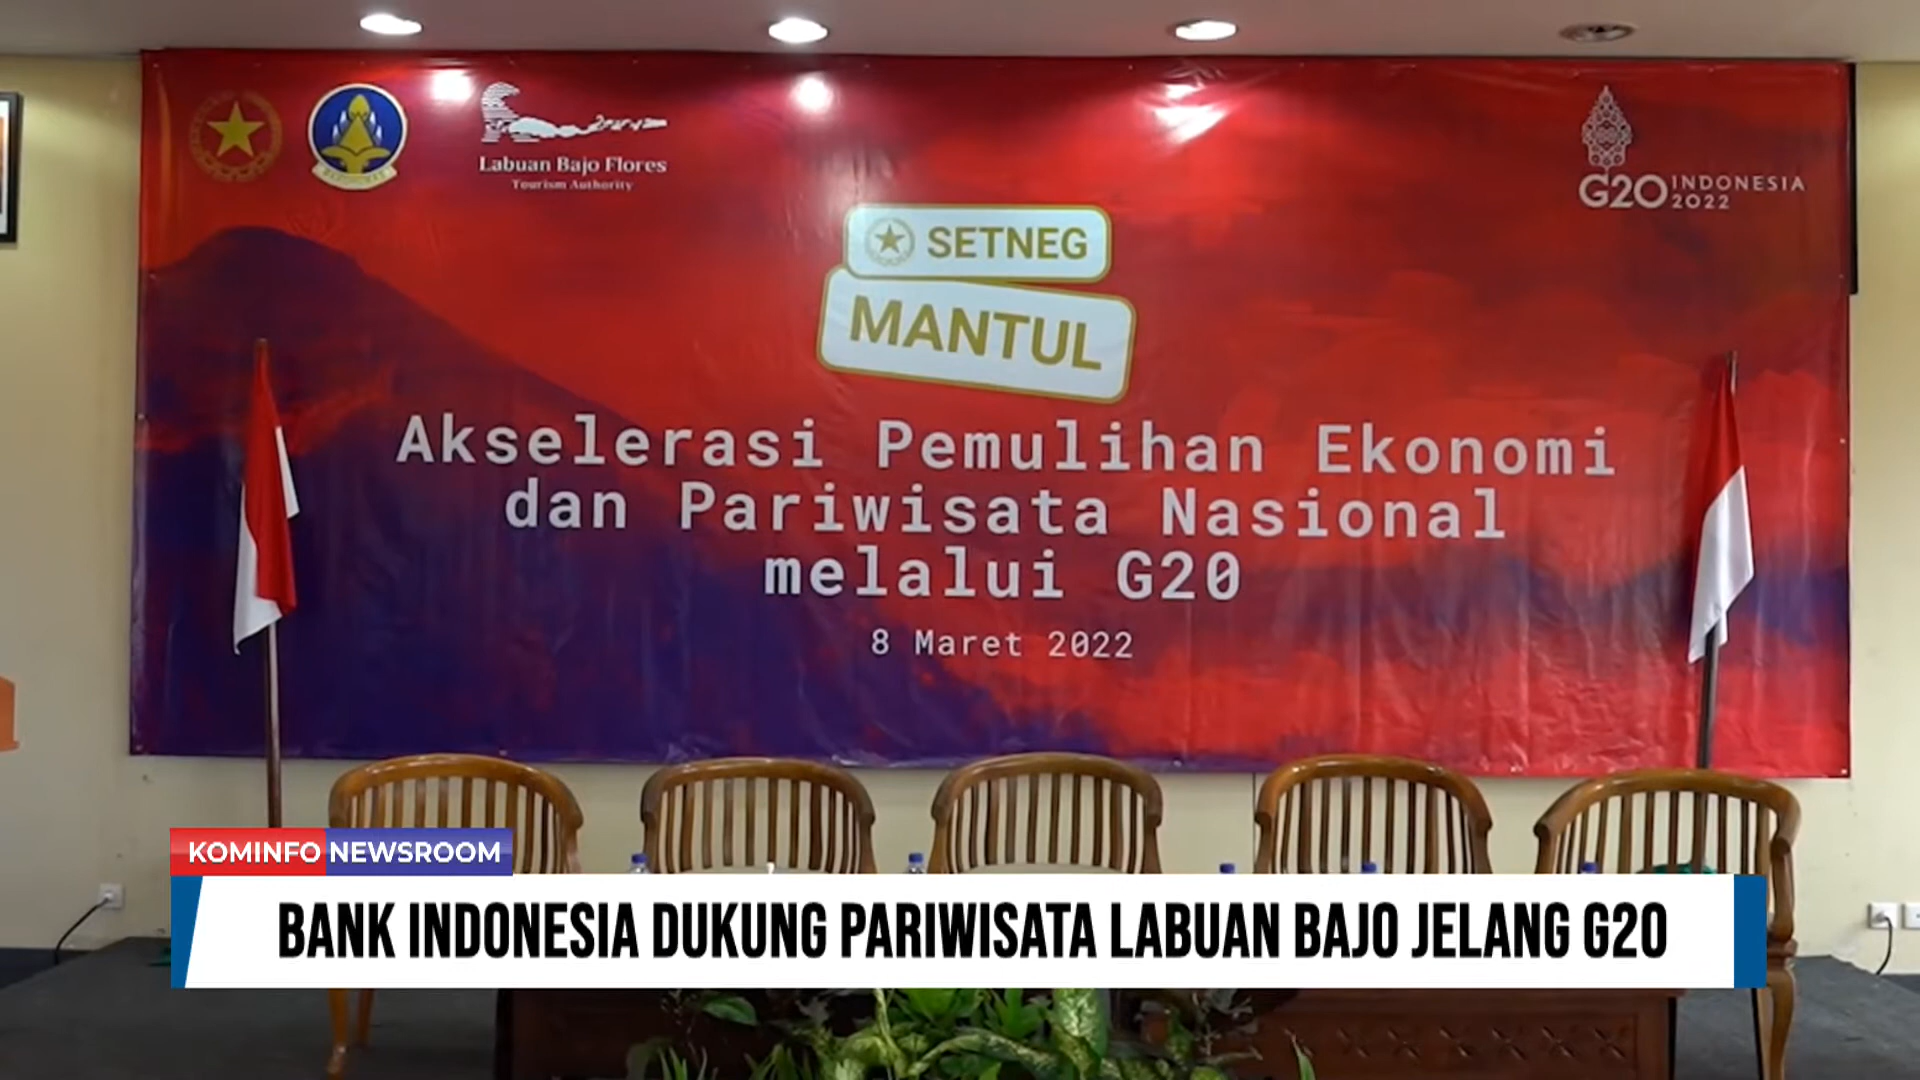 Labuan Bajo Flores
Tourism Authority
G20 INDONESIA
2022
SETNEG
MANTUL
Akselerasi Pemulihan Ekonomi
dan Pariwisata Nasional
melalui G20
8 Maret 2022
KOMINFO NEWSROOM
BANK INDONESIA DUKUNG PARIWISATA LABUAN BAJO JELANG G20